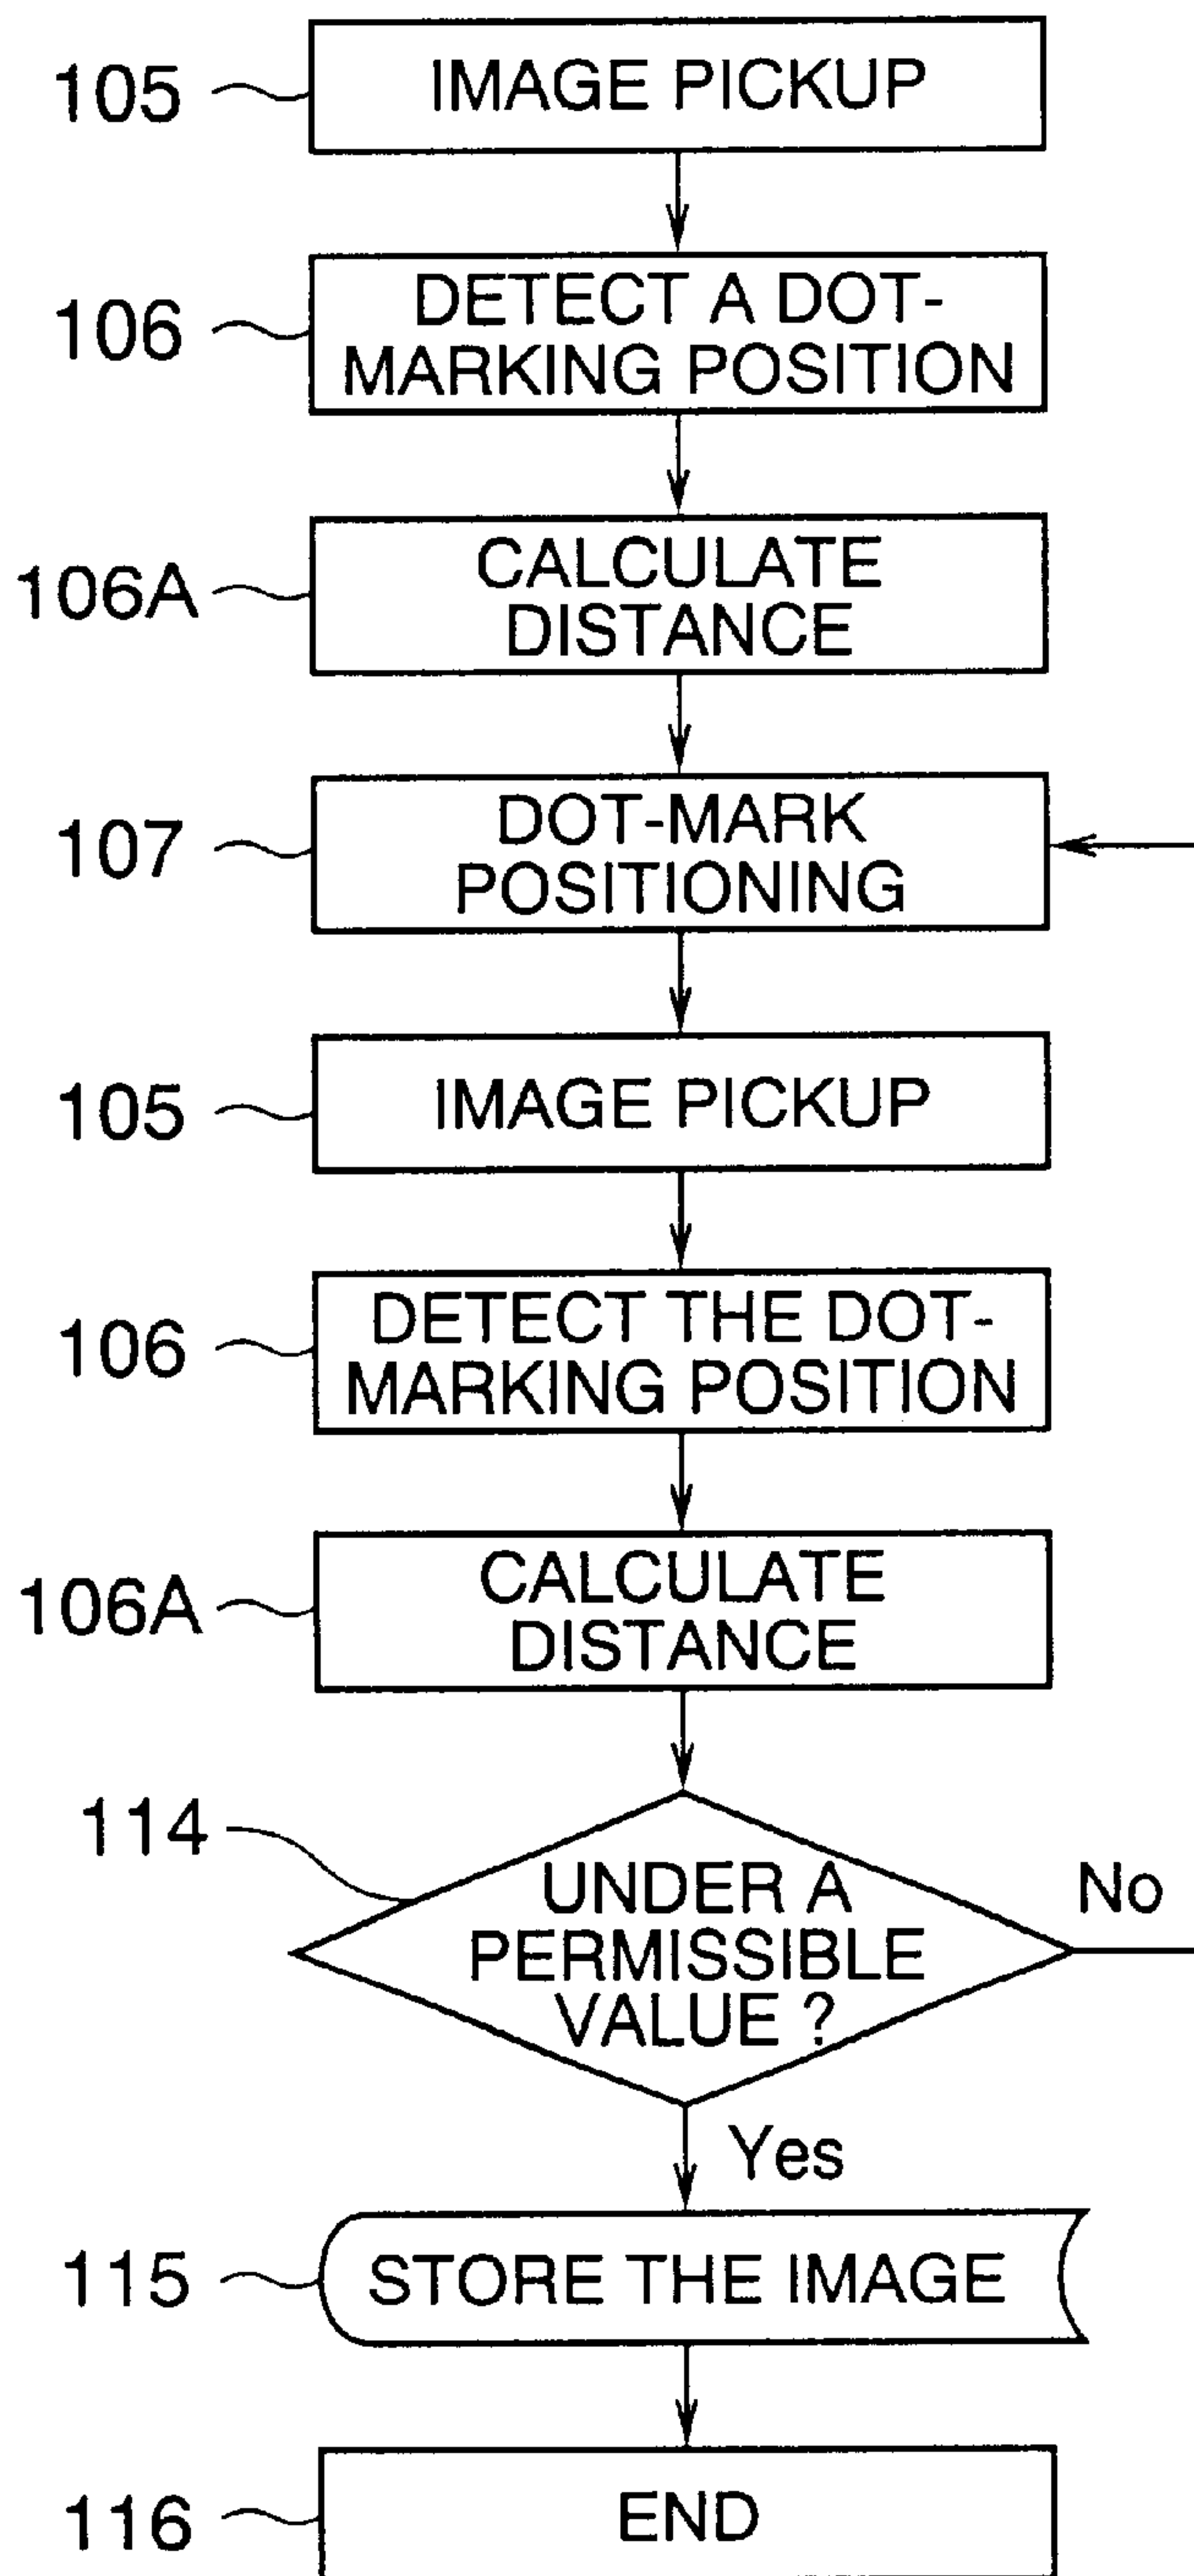 105
IMAGE PICKUP
106
DETECT A DOT-
MARKING POSITION
106A
CALCULATE
DISTANCE
107
DOT-MARK
POSITIONING
105
IMAGE PICKUP
106
DETECT THE DOT-
MARKING POSITION
106A
CALCULATE
DISTANCE
114
UNDER A
PERMISSIBLE
VALUE ?
No
Yes
115
STORE THE IMAGE
116
END